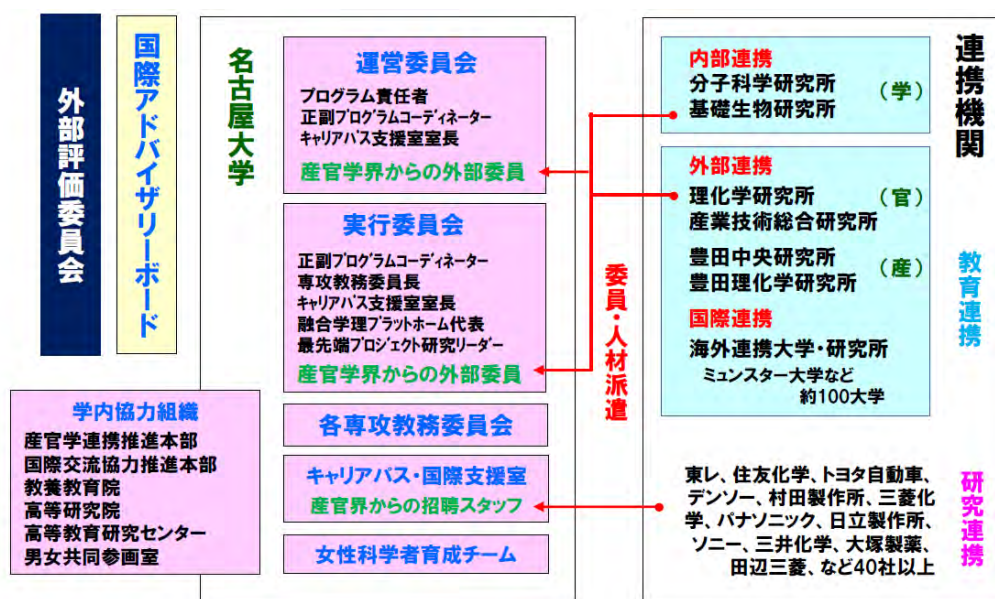 外部評価委員会
国際アドバイザリーボード
名古屋大学
運営委員会
プログラム責任者
正副プログラムコーディネーター
キャリアパス支援室室長
産官学界からの外部委員
実行委員会
正副プログラムコーディネーター
専攻教務委員長
キャリアパス支援室室長
融合学理プラットホーム代表
最先端プロジェクト研究リーダー
産官学界からの外部委員
各専攻教務委員会
キャリアパス・国際支援室
産官界からの招聘スタッフ
女性科学者育成チーム
学内協力組織
産官学連携推進本部
国際交流協力推進本部
教養教育院
高等研究院
高等教育研究センター
男女共同参画室
委員・人材派遣
連携機関
内部連携
分子科学研究所
基礎生物研究所
（学）
外部連携
理化学研究所
産業技術総合研究所
（官）
豊田中央研究所
豊田理化学研究所
（産）
国際連携
海外連携大学・研究所
ミュンスター大学など
約100大学
教育連携
東レ、住友化学、トヨタ自動車、
デンソー、村田製作所、三菱化
学、パナソニック、日立製作所、
ソニー、三井化学、大塚製薬、
田辺三菱、など40社以上
研究連携